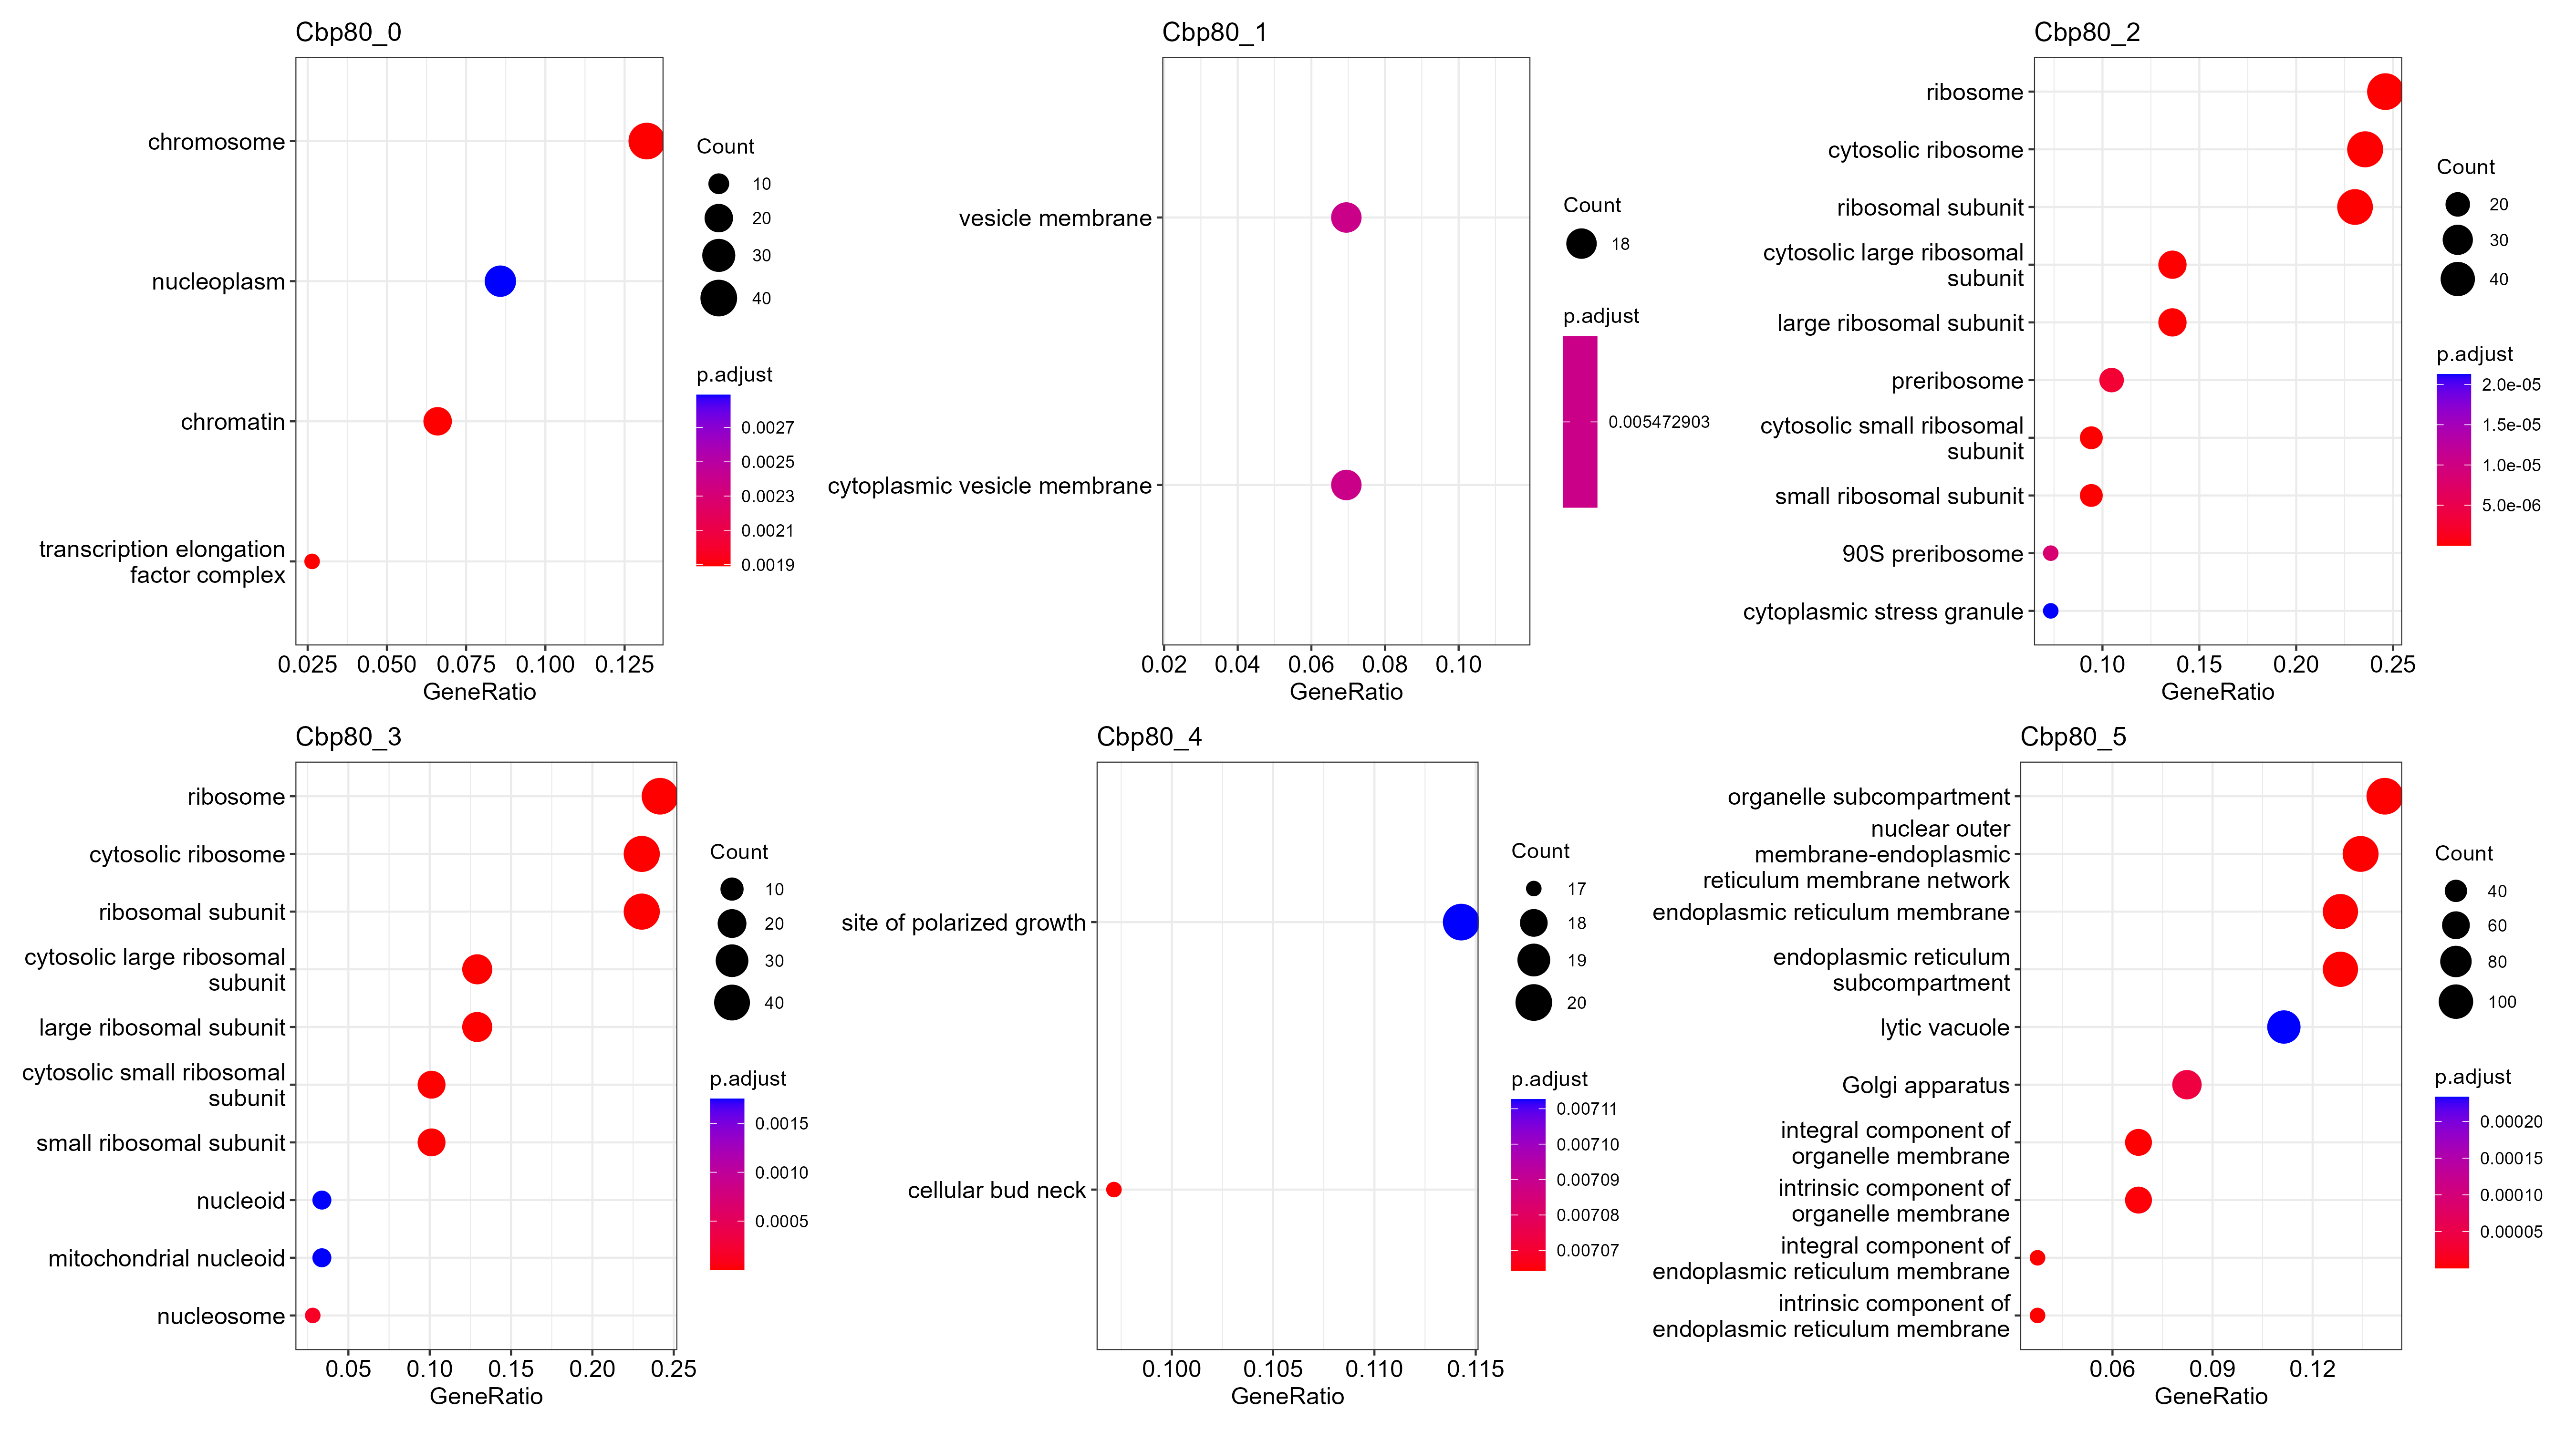 Cbp80_0
chromosome
nucleoplasm
chromatin
transcription elongation
factor complex
0.025 0.050 0.075 0.100 0.125
GeneRatio
Count
10
20
30
40
p.adjust
0.0027
0.0025
0.0023
0.0021
0.0019
Cbp80_1
vesicle membrane
cytoplasmic vesicle membrane
0.02 0.04 0.06 0.08 0.10
GeneRatio
Count
18
p.adjust
0.005472903
Cbp80_2
ribosome
cytosolic ribosome
ribosomal subunit
cytosolic large ribosomal
subunit
large ribosomal subunit
preribosome
cytosolic small ribosomal
subunit
small ribosomal subunit
90S preribosome
cytoplasmic stress granule
0.10 0.15 0.20 0.25
GeneRatio
Count
20
30
40
p.adjust
2.0e-05
1.5e-05
1.0e-05
5.0e-06
Cbp80_3
ribosome
cytosolic ribosome
ribosomal subunit
cytosolic large ribosomal
subunit
large ribosomal subunit
cytosolic small ribosomal
subunit
small ribosomal subunit
nucleoid
mitochondrial nucleoid
nucleosome
0.05 0.10 0.15 0.20 0.25
GeneRatio
Count
10
20
30
40
p.adjust
0.0015
0.0010
0.0005
Cbp80_4
site of polarized growth
cellular bud neck
0.100 0.105 0.110 0.115
GeneRatio
Count
17
18
19
20
p.adjust
0.00711
0.00710
0.00709
0.00708
0.00707
Cbp80_5
organelle subcompartment
nuclear outer
membrane-endoplasmic
reticulum membrane network
endoplasmic reticulum membrane
endoplasmic reticulum
subcompartment
lytic vacuole
Golgi apparatus
integral component of
organelle membrane
intrinsic component of
organelle membrane
integral component of
endoplasmic reticulum membrane
intrinsic component of
endoplasmic reticulum membrane
0.06 0.09 0.12
GeneRatio
Count
40
60
80
100
p.adjust
0.00020
0.00015
0.00010
0.00005